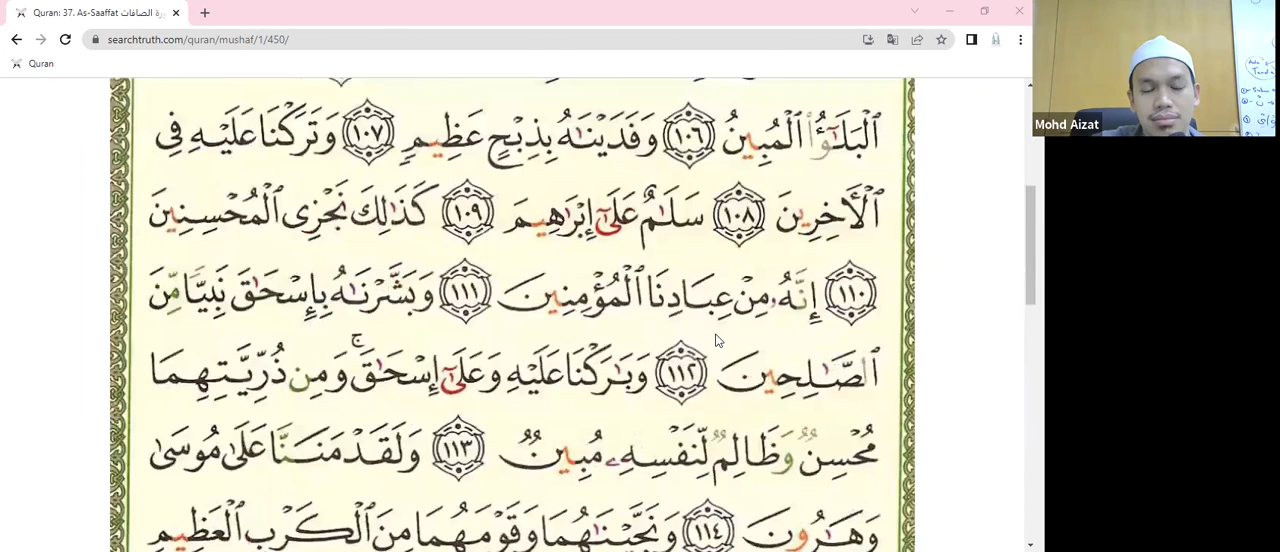 Quran: 37. As-Saaffat سورة الصافات
searchtruth.com/quran/mushaf/1/450/
Quran
Mohd Aizat
ٱلْبَلَـٰٓؤُا۟ ٱلْمُبِينُ ١٠٦ وَفَدَيْنَـٰهُ بِذِبْحٍ عَظِيمٍ ١٠٧ وَتَرَكْنَا عَلَيْهِ فِى
ٱلْـَٔاخِرِينَ ١٠٨ سَلَـٰمٌ عَلَىٰٓ إِبْرَٰهِيمَ ١٠٩ كَذَٰلِكَ نَجْزِى ٱلْمُحْسِنِينَ
١١٠ إِنَّهُۥ مِنْ عِبَادِنَا ٱلْمُؤْمِنِينَ ١١١ وَبَشَّرْنَـٰهُ بِإِسْحَـٰقَ نَبِيًّا مِّنَ
ٱلصَّـٰلِحِينَ ١١٢ وَبَـٰرَكْنَا عَلَيْهِ وَعَلَىٰٓ إِسْحَـٰقَ ۚ وَمِن ذُرِّيَّتِهِمَا
مُحْسِنٌ وَظَالِمٌ لِّنَفْسِهِۦ مُبِينٌ ١١٣ وَلَقَدْ مَنَنَّا عَلَىٰ مُوسَىٰ
وَهَـٰرُونَ ١١٤ وَنَجَّيْنَـٰهُمَا وَقَوْمَهُمَا مِنَ ٱلْكَرْبِ ٱلْعَظِيمِ